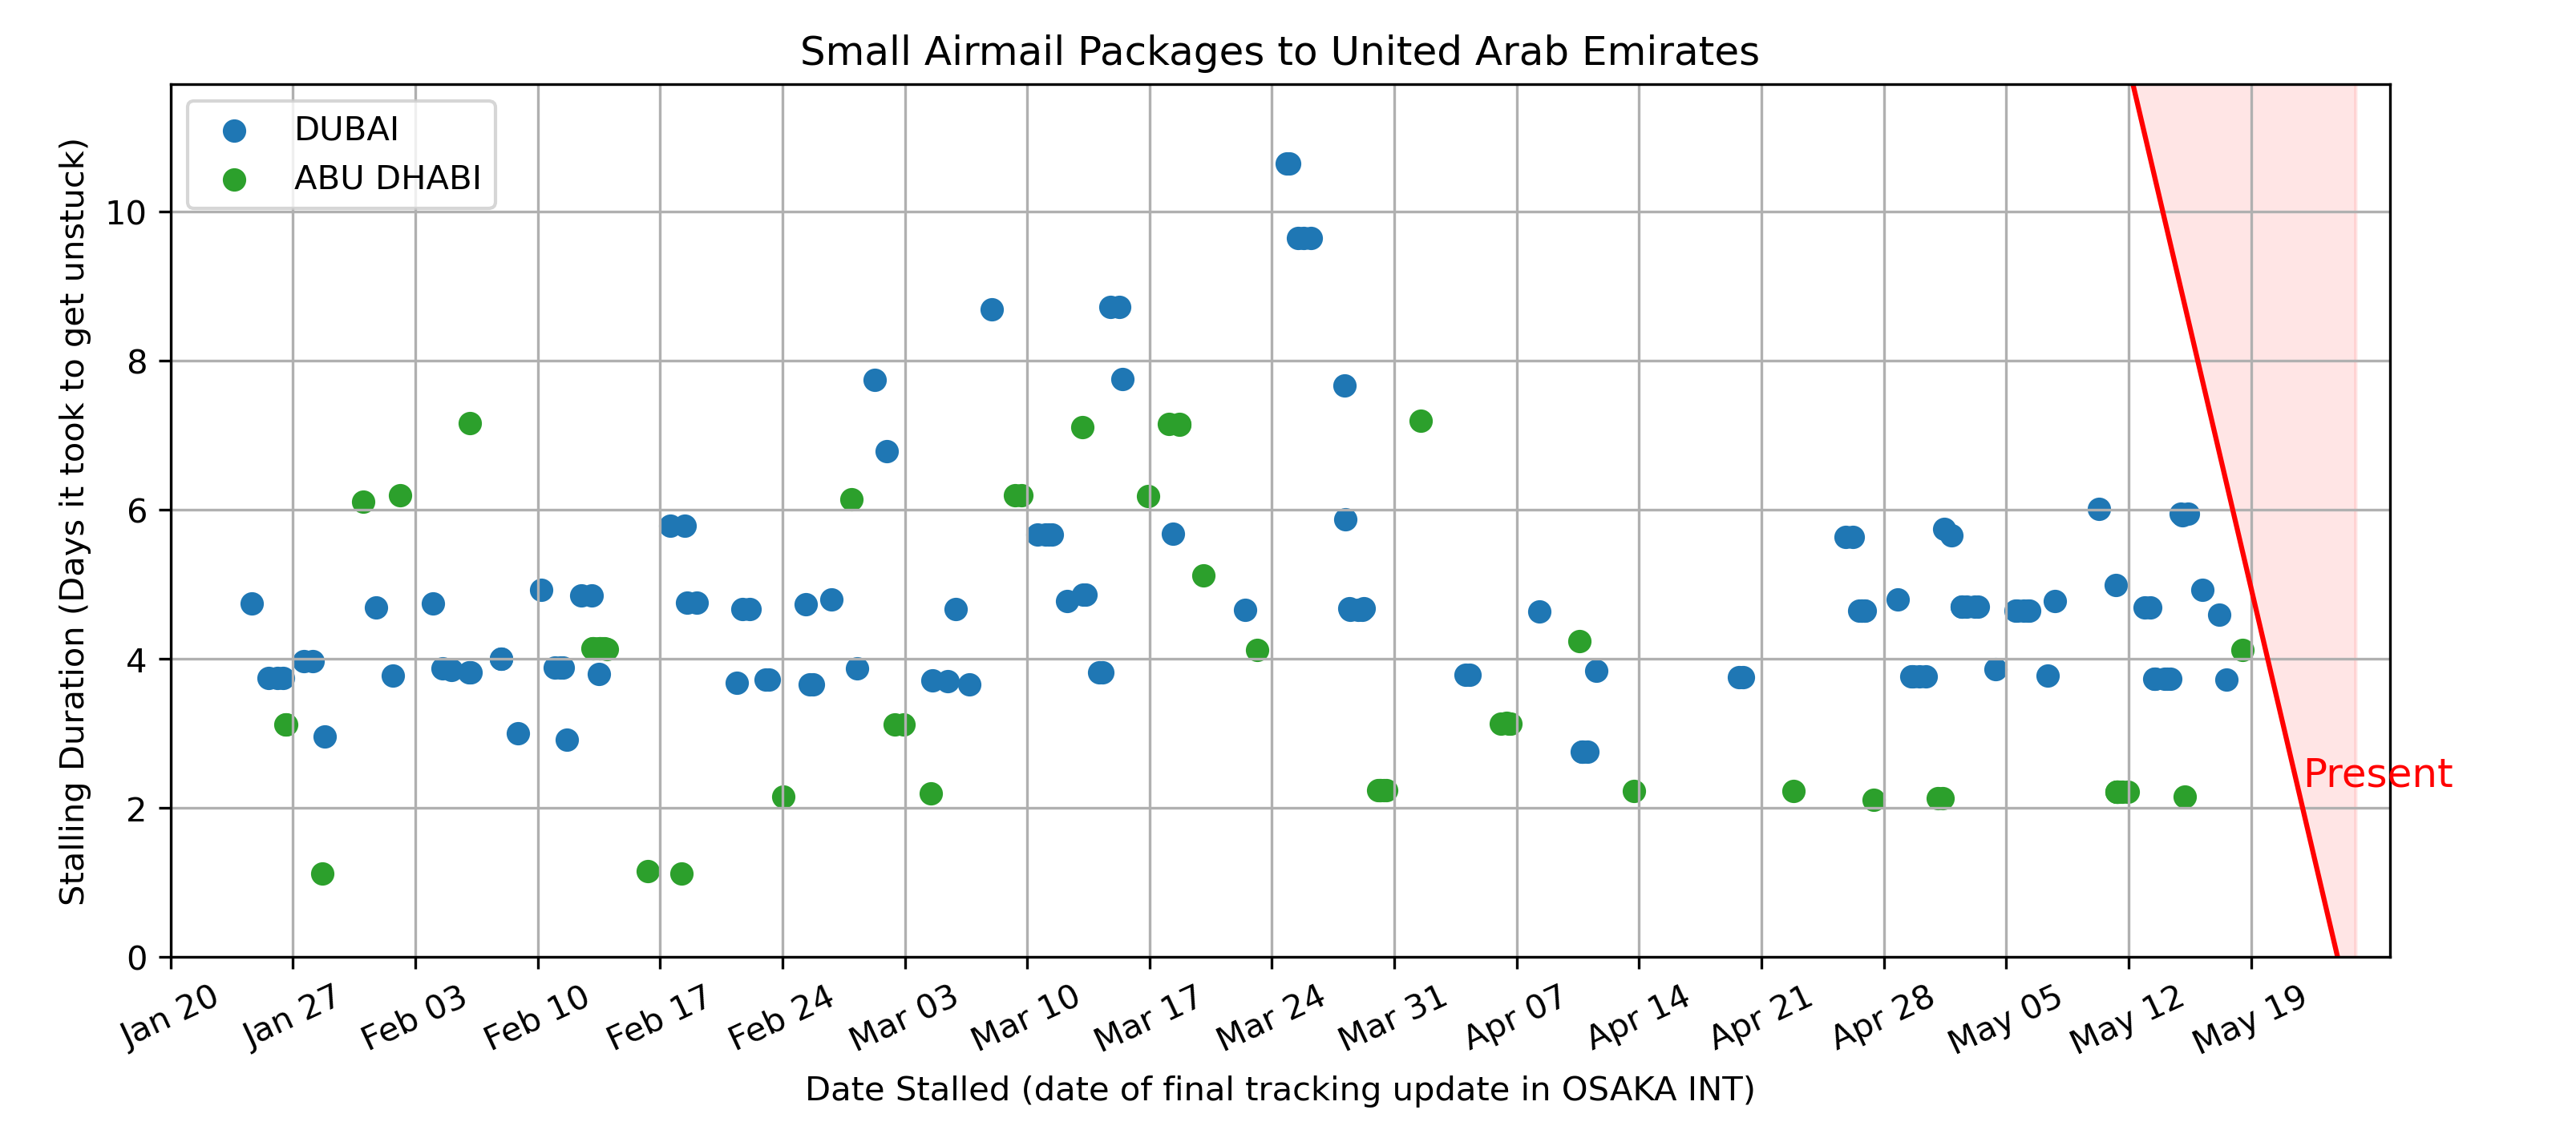 Small Airmail Packages to United Arab Emirates
DUBAI
ABU DHABI
Stalling Duration (Days it took to get unstuck)
10
8
6
4
2
0
Present
Jan 20
Jan 27
Feb 03
Feb 10
Feb 17
Feb 24
Mar 03
Mar 10
Mar 17
Mar 24
Mar 31
Apr 07
Apr 14
Apr 21
Apr 28
May 05
May 12
May 19
Date Stalled (date of final tracking update in OSAKA INT)